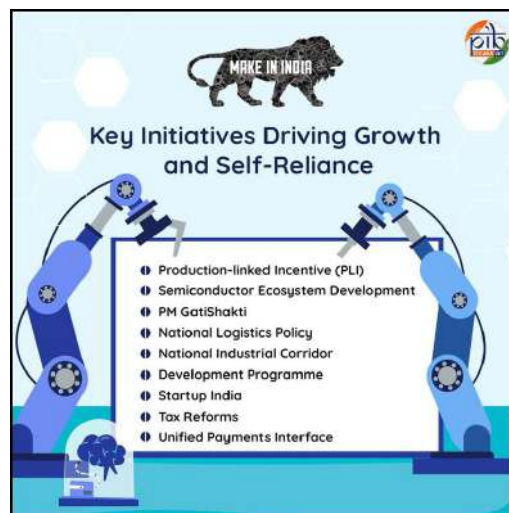 MAKE IN INDIA
pib
Key Initiatives Driving Growth
and Self-Reliance
Production-linked Incentive (PLI)
Semiconductor Ecosystem Development
PM GatiShakti
National Logistics Policy
National Industrial Corridor
Development Programme
Startup India
Tax Reforms
Unified Payments Interface